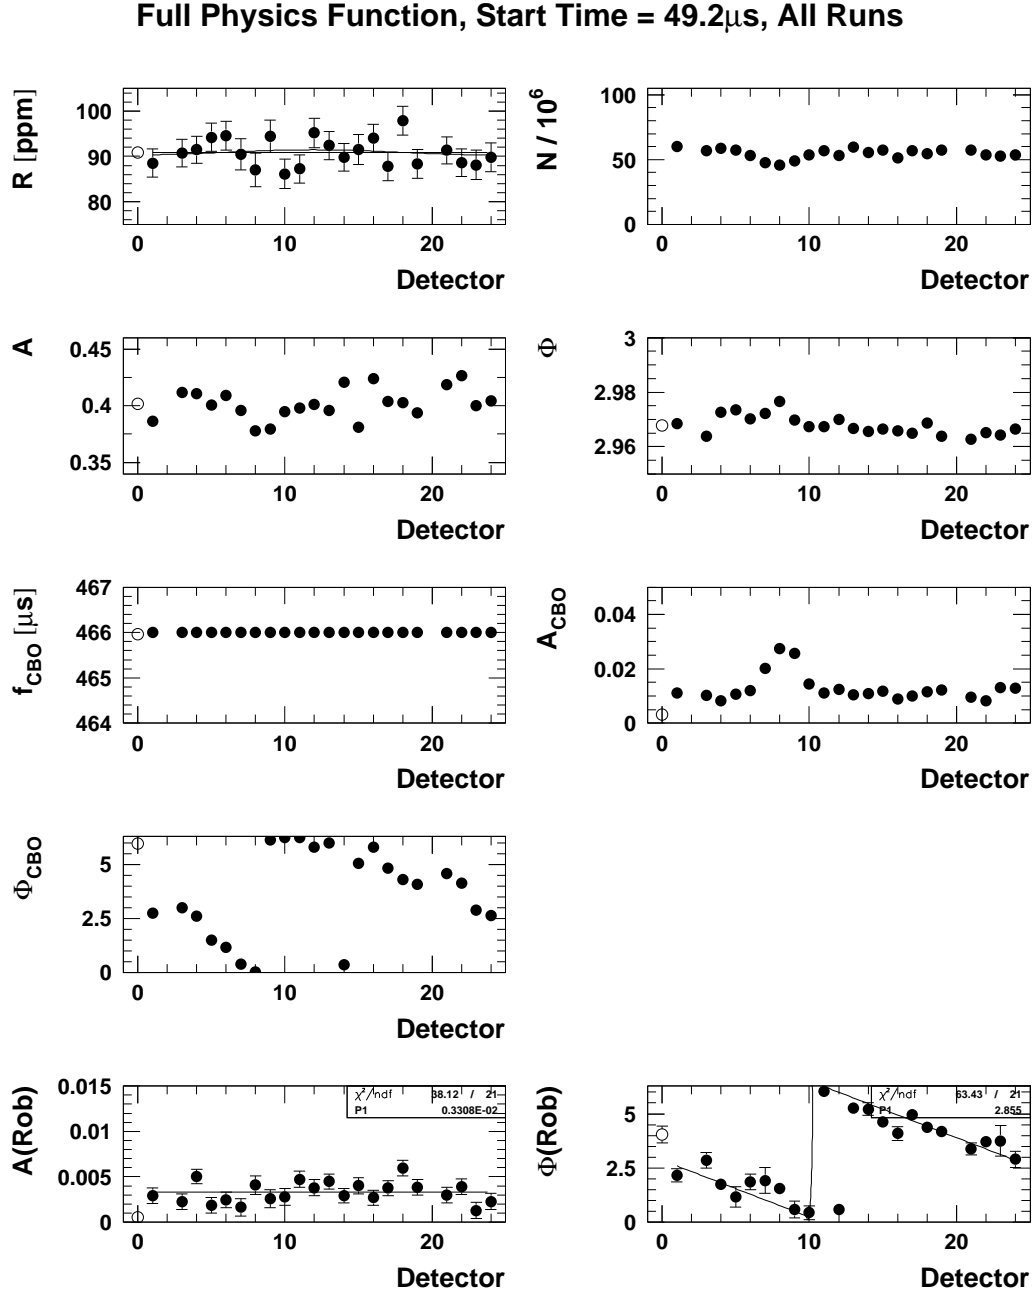 Full Physics Function, Start Time = 49.2μs, All Runs
R [ppm]
100
90
80
0 10 20
Detector
N / 10^6
100
50
0
0 10 20
Detector
A
0.45
0.4
0.35
0 10 20
Detector
Φ
3
2.98
2.96
0 10 20
Detector
f_CBO [μs]
467
466
465
464
0 10 20
Detector
A_CBO
0.04
0.02
0
0 10 20
Detector
Φ_CBO
5
2.5
0
0 10 20
Detector
A(Rob)
0.015
0.01
0.005
0
χ²/ndf 38.12 / 21
P1 0.3308E-02
0 10 20
Detector
Φ(Rob)
5
2.5
0
χ²/ndf 63.43 / 21
P1 2.855
0 10 20
Detector